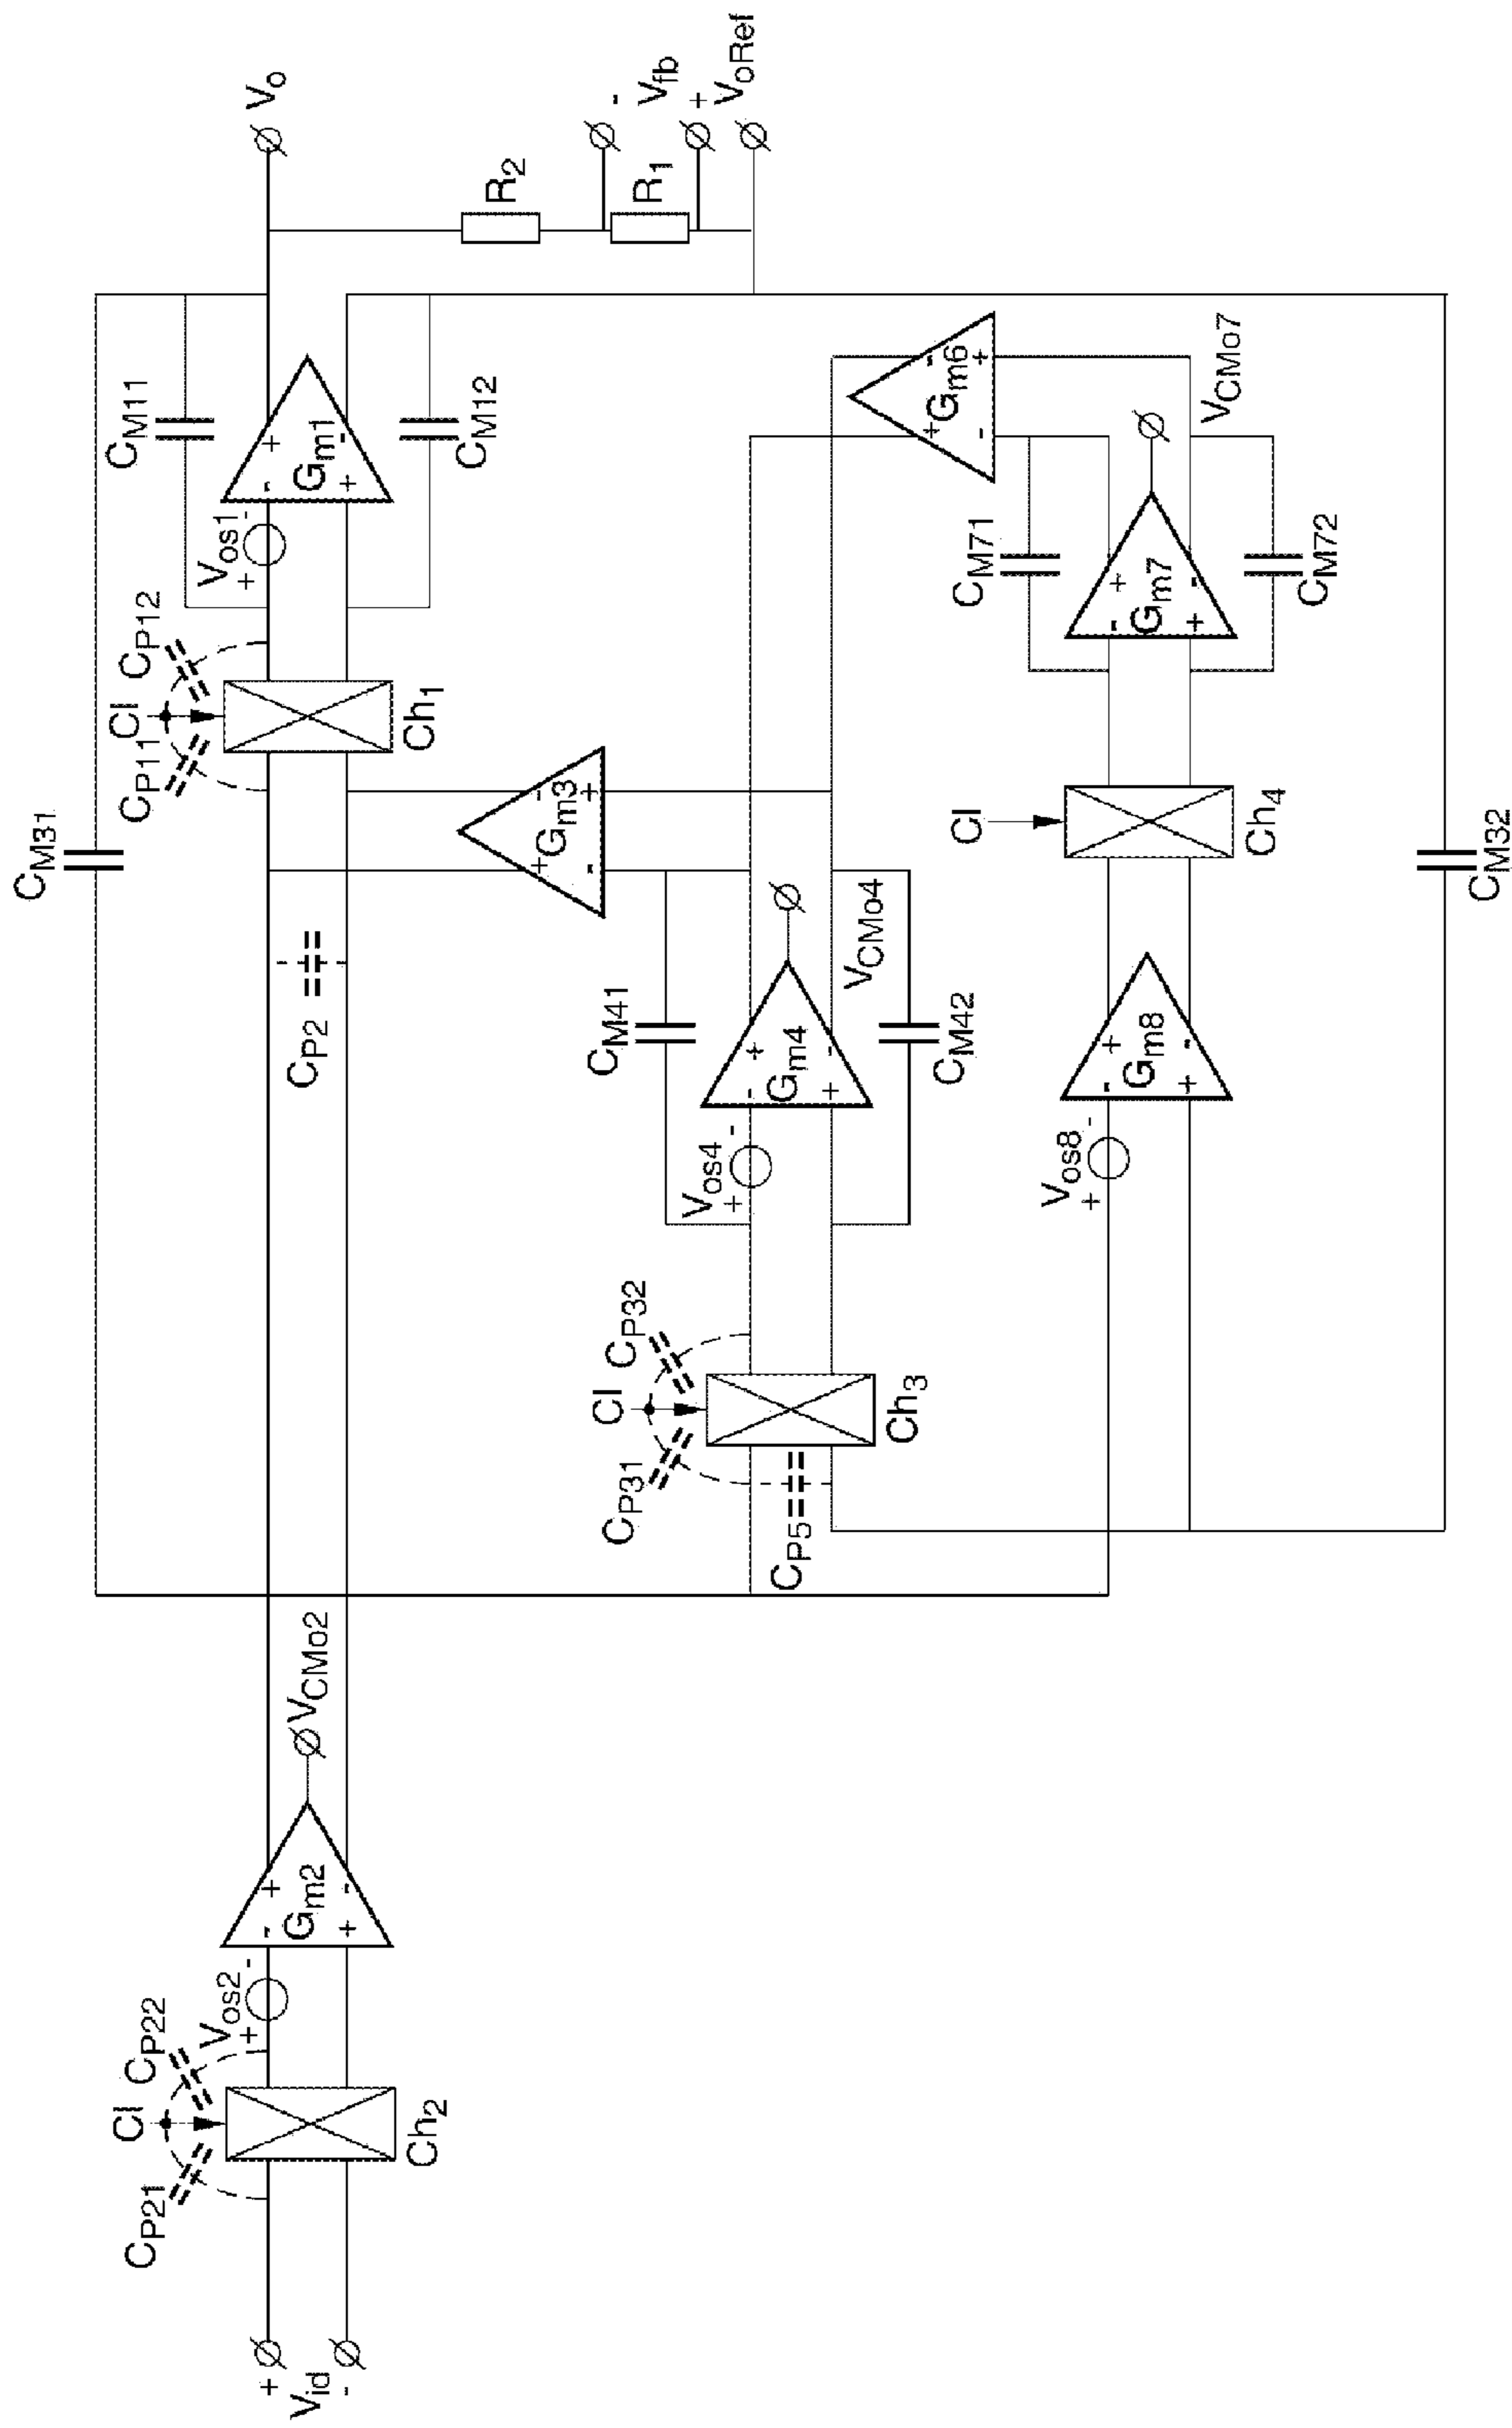 CM31
CM11
Cl
CP11
CP12
Vos1
+
-
-
+
+
-
Gm1
CM12
Ch1
Vo
R2
R1
-
Vfb
+
VoRef
Cl
CP21
CP22
Vos2
+
-
-
+
+
-
Gm2
VCMo2
Ch2
+
Vid
-
CP2
+
-
-
+
Gm3
CM41
Vos4
+
-
-
+
+
-
Gm4
VCMo4
CM42
Cl
CP31
CP32
CP5
Ch3
+
-
-
+
Gm6
Vos8
+
-
-
+
+
-
Gm8
Cl
Ch4
CM71
-
+
+
-
Gm7
VCMo7
CM72
CM32